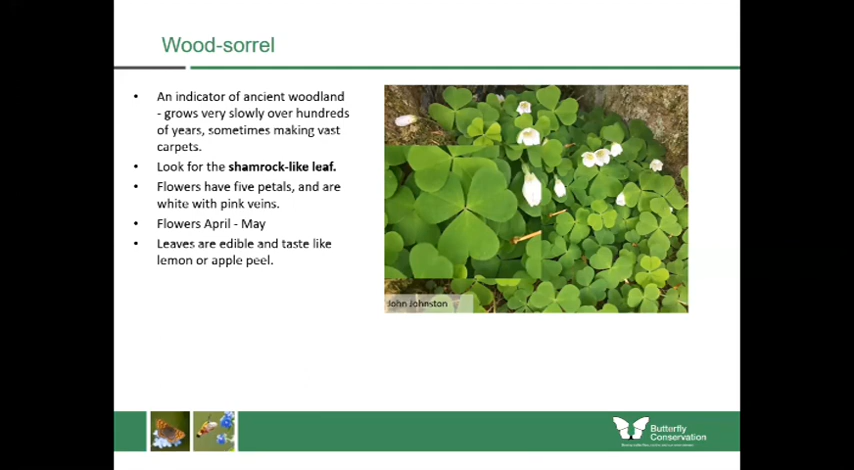 Wood-sorrel
• An indicator of ancient woodland
- grows very slowly over hundreds
of years, sometimes making vast
carpets.
• Look for the shamrock-like leaf.
• Flowers have five petals, and are
white with pink veins.
• Flowers April - May
• Leaves are edible and taste like
lemon or apple peel.
John Johnston
Butterfly
Conservation